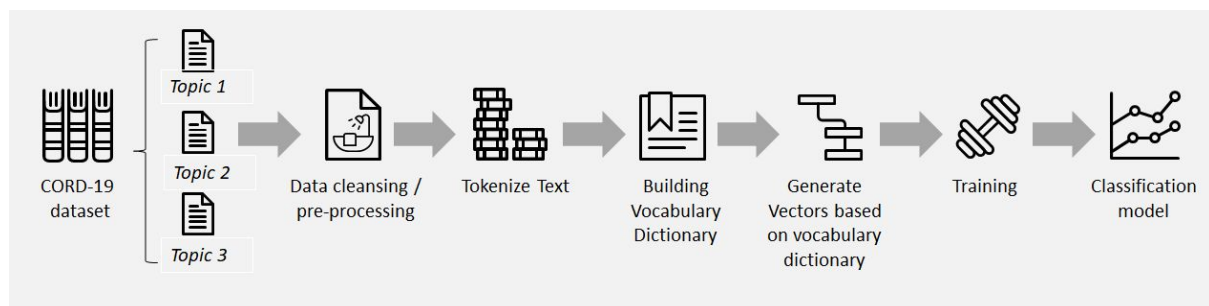 CORD-19
dataset
Topic 1
Topic 2
Topic 3
Data cleansing /
pre-processing
Tokenize Text
Building
Vocabulary
Dictionary
Generate
Vectors based
on vocabulary
dictionary
Training
Classification
model